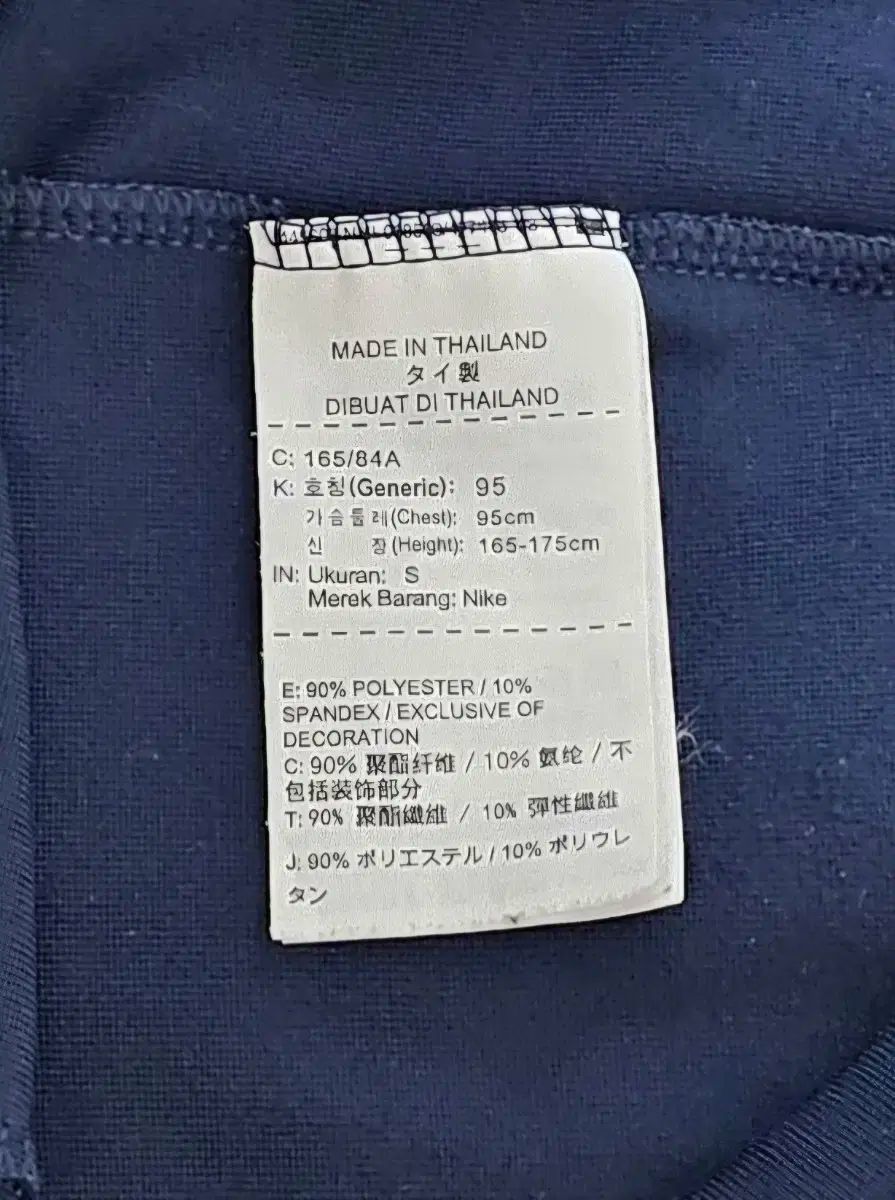 MADE IN THAILAND
タイ製
DIBUAT DI THAILAND
C: 165/84A
K: 호칭(Generic): 95
가슴둘레(Chest): 95cm
신 장(Height): 165-175cm
IN: Ukuran: S
Merek Barang: Nike
E: 90% POLYESTER / 10%
SPANDEX / EXCLUSIVE OF
DECORATION
C: 90% 聚酯纤维 / 10% 氨纶 / 不
包括装饰部分
T: 90% 聚酯纖維 / 10% 彈性纖維
J: 90% ポリエステル / 10% ポリウレ
タン